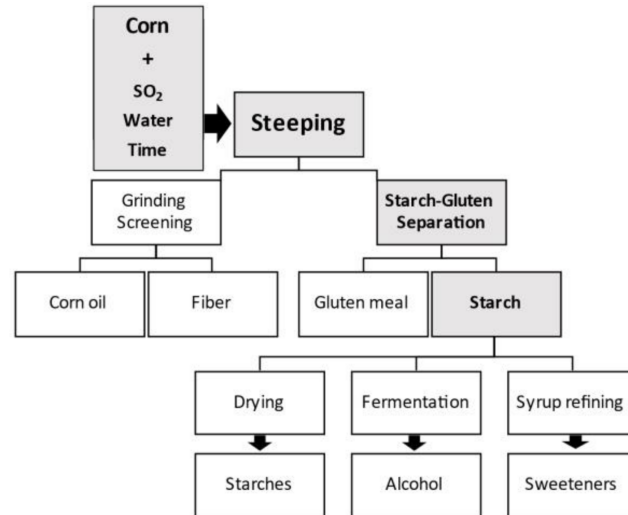 Corn
+
SO₂
Water
Time
Steeping
Grinding
Screening
Starch-Gluten
Separation
Corn oil
Fiber
Gluten meal
Starch
Drying
Fermentation
Syrup refining
Starches
Alcohol
Sweeteners